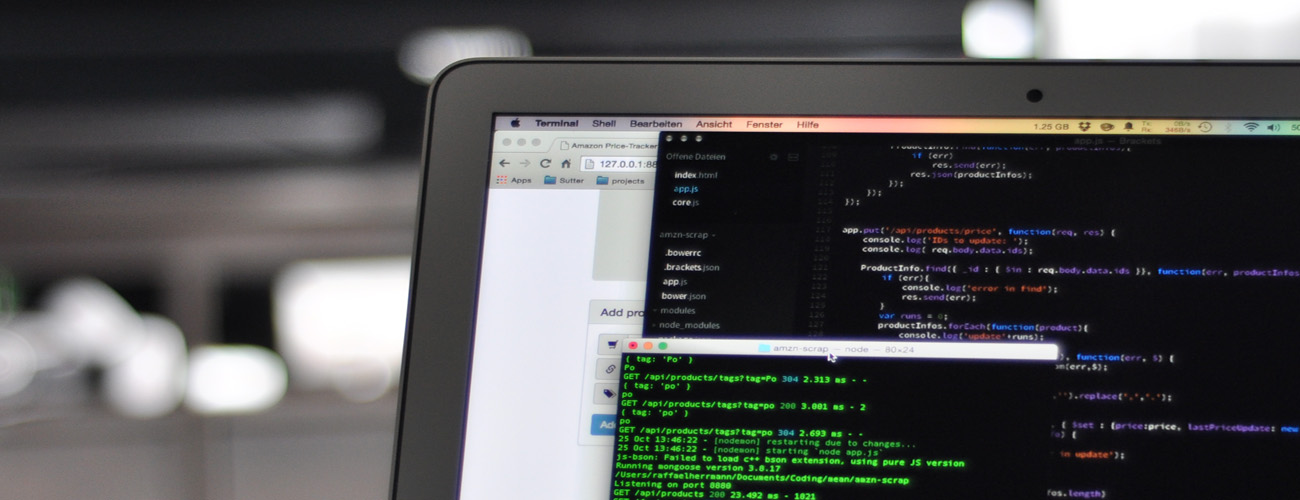 Terminal Shell Bearbeiten Ansicht Fenster Hilfe 1.25 GB
Amazon Price-Tracker
127.0.0.1:88
Apps Sutter projects
Add pro
Offene Dateien
index.html
app.js
core.js
amzn-scrap
.bowerrc
.brackets.json
app.js
bower.json
modules
node_modules
app.js — Brackets
if (err)
res.send(err);
res.json(productInfos);
});
});
});
app.put('/api/products/price', function(req, res) {
console.log('IDs to update: ');
console.log( req.body.data.ids);
ProductInfo.find({ _id : { $in : req.body.data.ids }}, function(err, productInfos
if (err){
console.log('error in find');
res.send(err);
}
var runs = 0;
productInfos.forEach(function(product){
console.log('update'+runs);
), function(err, $) {
.replace(',','.');
, { $set : {price:price, lastPriceUpdate: new
in update');
fos.length)
amzn-scrap — node — 80×24
{ tag: 'Po' }
Po
GET /api/products/tags?tag=Po 304 2.313 ms - -
{ tag: 'po' }
po
GET /api/products/tags?tag=po 200 3.001 ms - 2
{ tag: 'po' }
po
GET /api/products/tags?tag=po 304 2.693 ms - -
25 Oct 13:46:22 - [nodemon] restarting due to changes...
25 Oct 13:46:22 - [nodemon] starting `node app.js`
js-bson: Failed to load c++ bson extension, using pure JS version
Running mongoose version 3.8.17
/Users/raffaelherrmann/Documents/Coding/mean/amzn-scrap
Listening on port 8880
GET /api/products 200 23.492 ms - 1821